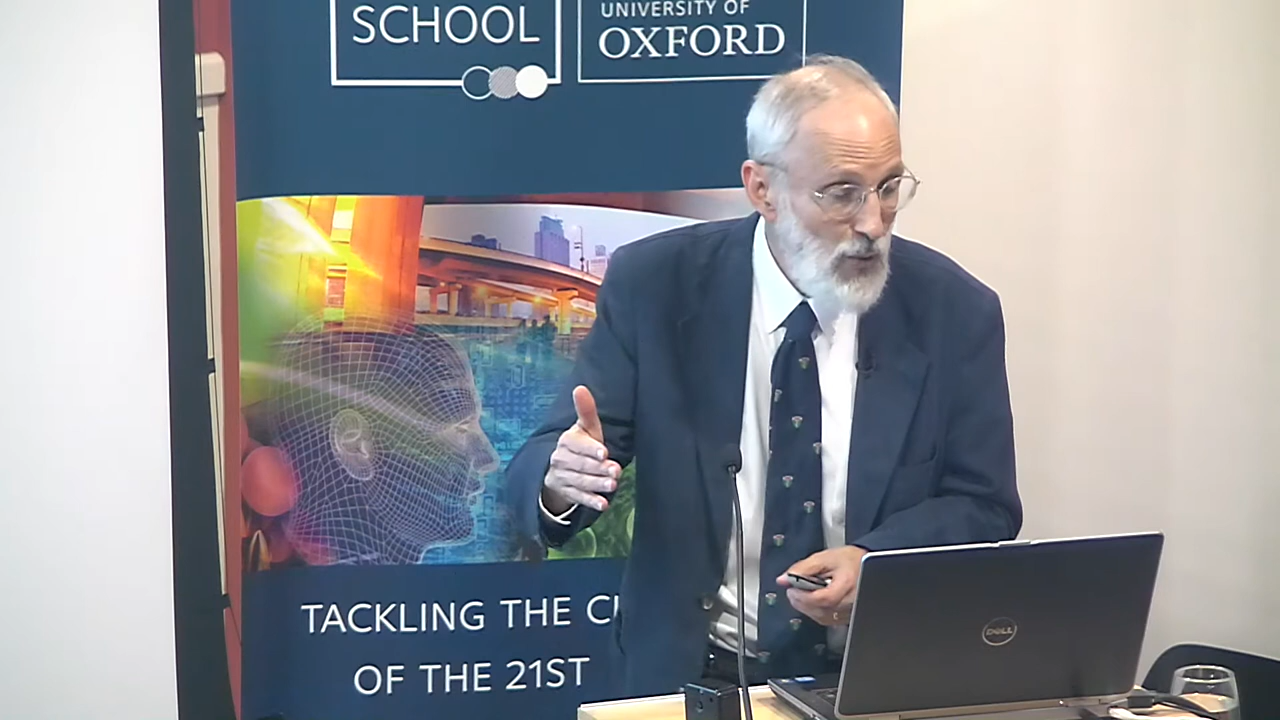 SCHOOL
UNIVERSITY OF
OXFORD
TACKLING THE
OF THE 21ST
DELL